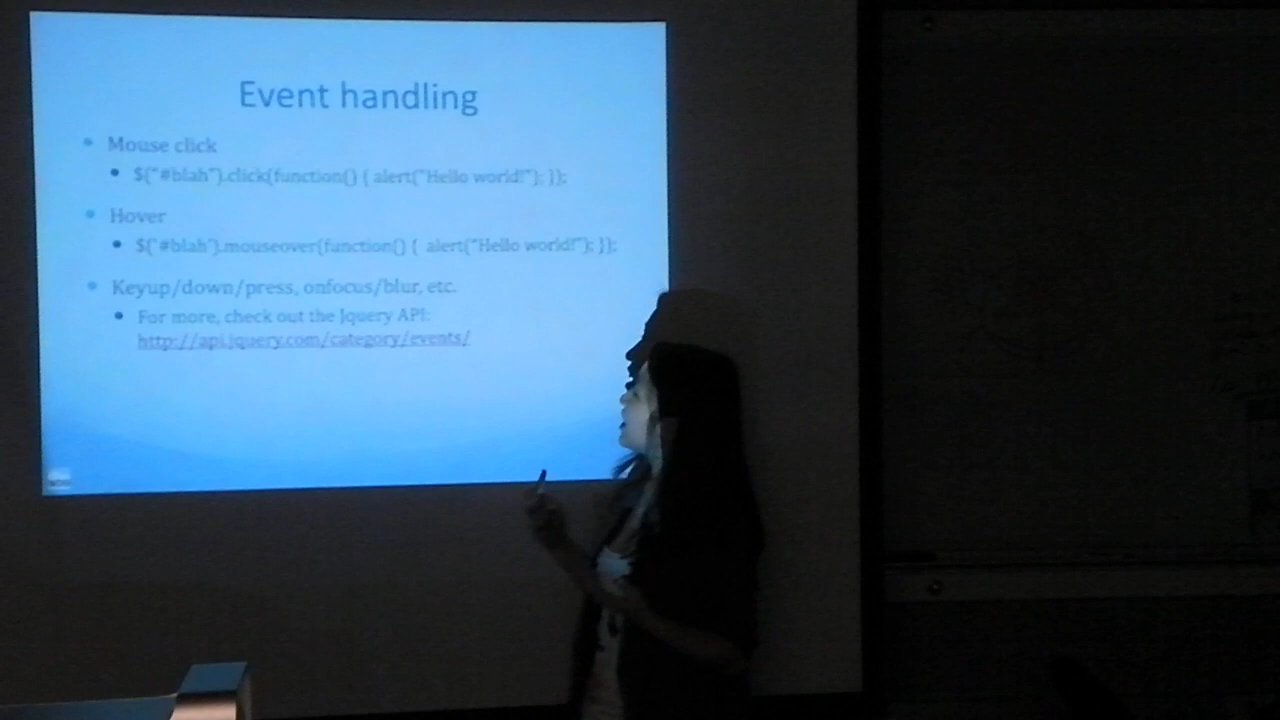 Event handling
Mouse click
$("#blah").click(function() { alert("Hello world!"); });
Hover
$("#blah").mouseover(function() { alert("Hello world!"); });
Keyup/down/press, onfocus/blur, etc.
For more, check out the Jquery API:
http://api.jquery.com/category/events/